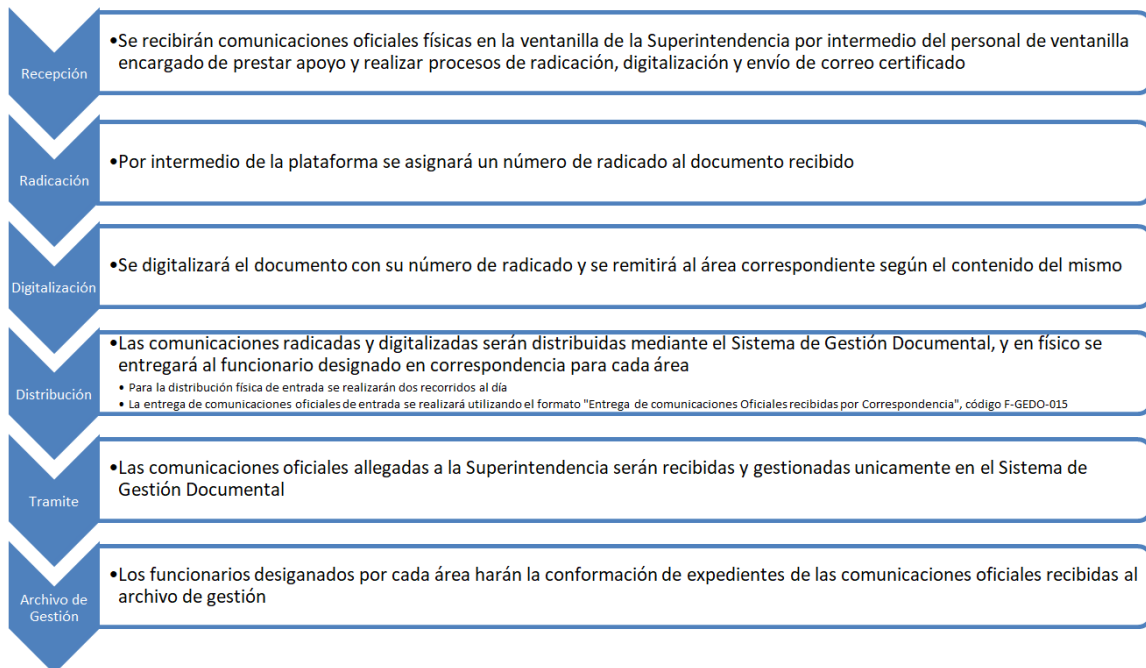 Recepción
•Se recibirán comunicaciones oficiales físicas en la ventanilla de la Superintendencia por intermedio del personal de ventanilla
encargado de prestar apoyo y realizar procesos de radicación, digitalización y envío de correo certificado
Radicación
•Por intermedio de la plataforma se asignará un número de radicado al documento recibido
Digitalización
•Se digitalizará el documento con su número de radicado y se remitirá al área correspondiente según el contenido del mismo
Distribución
•Las comunicaciones radicadas y digitalizadas serán distribuidas mediante el Sistema de Gestión Documental, y en físico se
entregará al funcionario designado en correspondencia para cada área
• Para la distribución física de entrada se realizarán dos recorridos al día
• La entrega de comunicaciones oficiales de entrada se realizará utilizando el formato "Entrega de comunicaciones Oficiales recibidas por Correspondencia", código F-GEDO-015
Tramite
•Las comunicaciones oficiales allegadas a la Superintendencia serán recibidas y gestionadas unicamente en el Sistema de
Gestión Documental
Archivo de
Gestión
•Los funcionarios desiganados por cada área harán la conformación de expedientes de las comunicaciones oficiales recibidas al
archivo de gestión